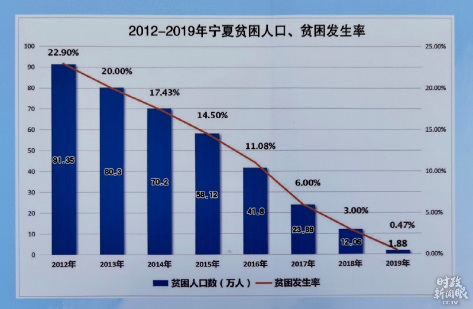 2012-2019年宁夏贫困人口、贫困发生率
100 90 80 70 60 50 40 30 20 10 0
25.00% 20.00% 15.00% 10.00% 5.00% 0.00%
22.90% 20.00% 17.43% 14.50% 11.08% 6.00% 3.00% 0.47%
91.35 80.3 70.2 58.12 41.8 23.89 12.06 1.88
2012年 2013年 2014年 2015年 2016年 2017年 2018年 2019年
贫困人口数（万人） 贫困发生率
时政
新闻眼